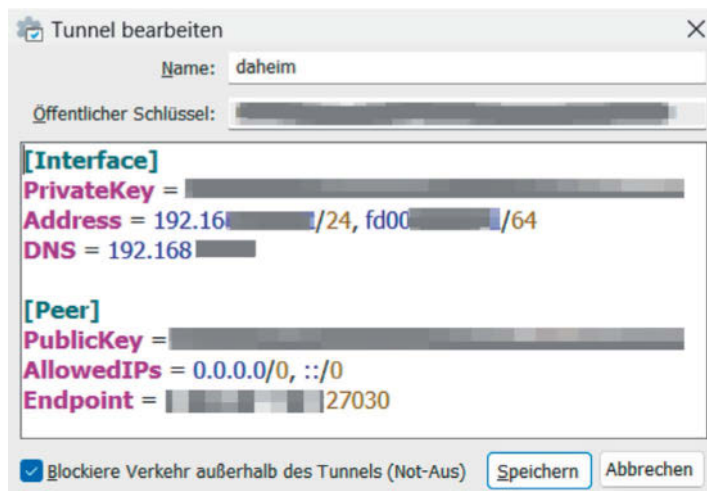 Tunnel bearbeiten
Name: daheim
Öffentlicher Schlüssel:
[Interface]
PrivateKey =
Address = 192.16 /24, fd00 /64
DNS = 192.168
[Peer]
PublicKey =
AllowedIPs = 0.0.0.0/0, ::/0
Endpoint = 27030
Blockiere Verkehr außerhalb des Tunnels (Not-Aus) Speichern Abbrechen